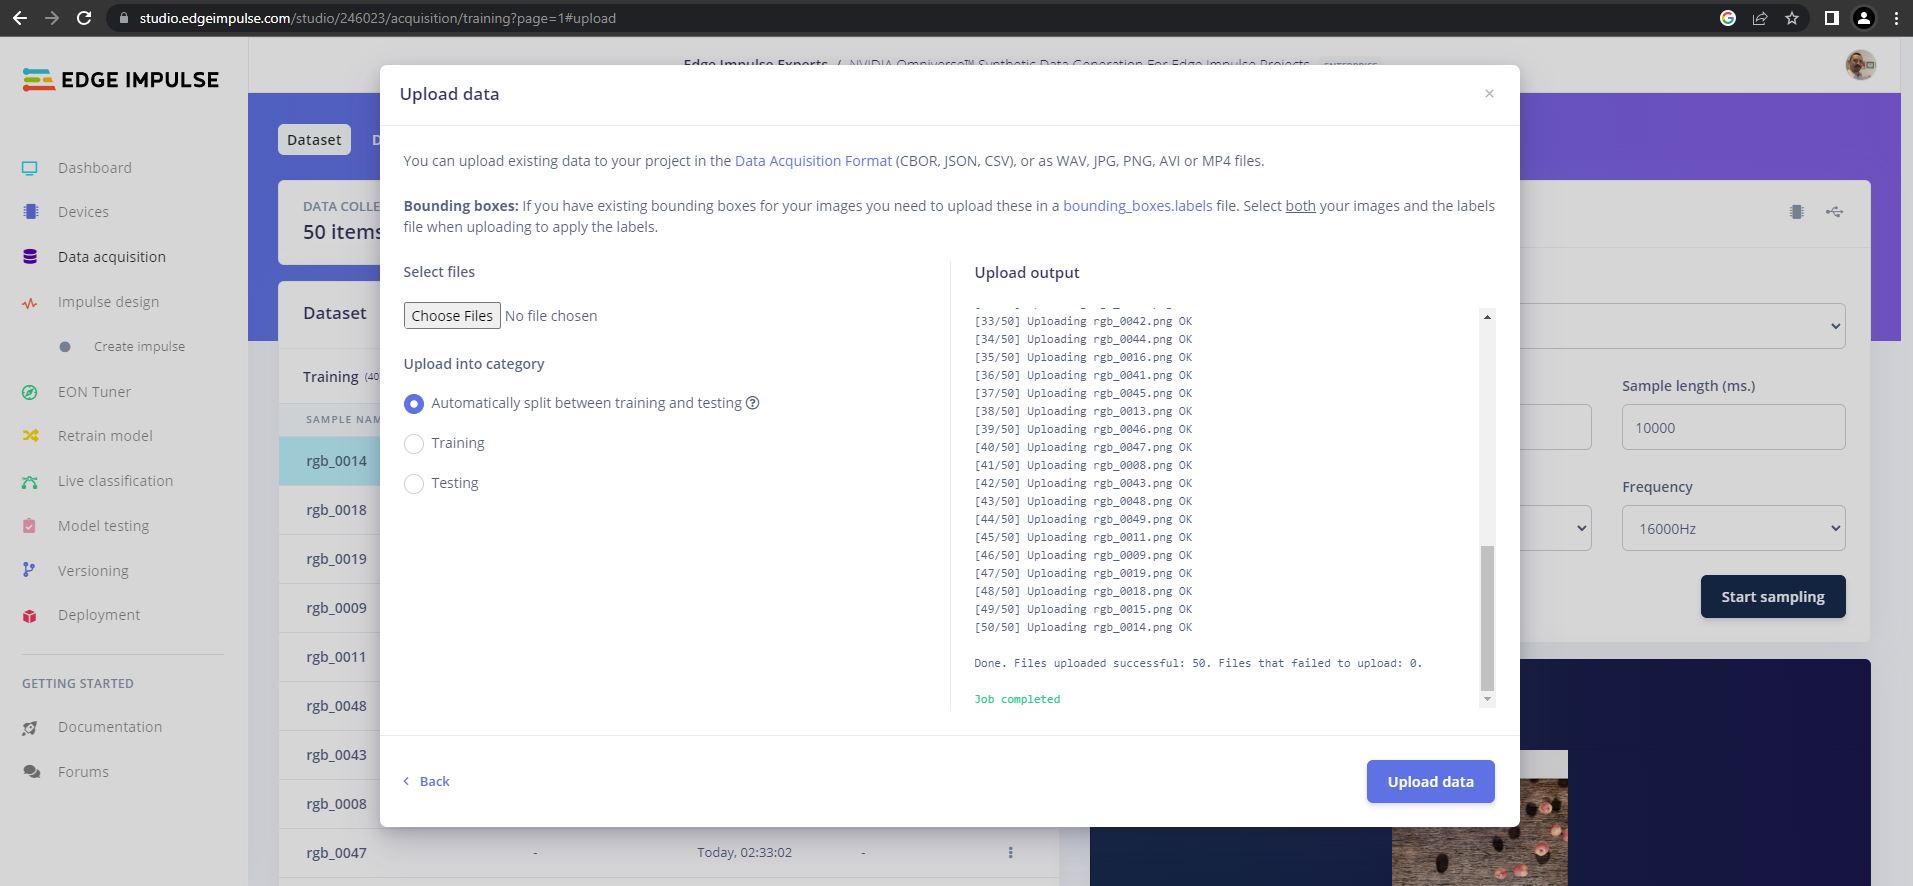 studio.edgeimpulse.com/studio/246023/acquisition/training?page=1#upload
EDGE IMPULSE
Edge Impulse Exports / NVIDIA Omniverse™ Synthetic Data Generation For Edge Impulse Projects ENTERPRISE
Dashboard
Devices
Data acquisition
Impulse design
Create impulse
EON Tuner
Retrain model
Live classification
Model testing
Versioning
Deployment
GETTING STARTED
Documentation
Forums
Dataset D
DATA COLLE
50 items
Dataset
Training (40
SAMPLE NAM
rgb_0014
rgb_0018
rgb_0019
rgb_0009
rgb_0011
rgb_0048
rgb_0043
rgb_0008
rgb_0047 - Today, 02:33:02 -
Upload data ×
You can upload existing data to your project in the Data Acquisition Format (CBOR, JSON, CSV), or as WAV, JPG, PNG, AVI or MP4 files.
Bounding boxes: If you have existing bounding boxes for your images you need to upload these in a bounding_boxes.labels file. Select both your images and the labels
file when uploading to apply the labels.
Select files
Choose Files No file chosen
Upload into category
Automatically split between training and testing
Training
Testing
Upload output
[33/50] Uploading rgb_0042.png OK
[34/50] Uploading rgb_0044.png OK
[35/50] Uploading rgb_0016.png OK
[36/50] Uploading rgb_0041.png OK
[37/50] Uploading rgb_0045.png OK
[38/50] Uploading rgb_0013.png OK
[39/50] Uploading rgb_0046.png OK
[40/50] Uploading rgb_0047.png OK
[41/50] Uploading rgb_0008.png OK
[42/50] Uploading rgb_0043.png OK
[43/50] Uploading rgb_0048.png OK
[44/50] Uploading rgb_0049.png OK
[45/50] Uploading rgb_0011.png OK
[46/50] Uploading rgb_0009.png OK
[47/50] Uploading rgb_0019.png OK
[48/50] Uploading rgb_0018.png OK
[49/50] Uploading rgb_0015.png OK
[50/50] Uploading rgb_0014.png OK
Done. Files uploaded successful: 50. Files that failed to upload: 0.
Job completed
Back
Upload data
Sample length (ms.)
10000
Frequency
16000Hz
Start sampling